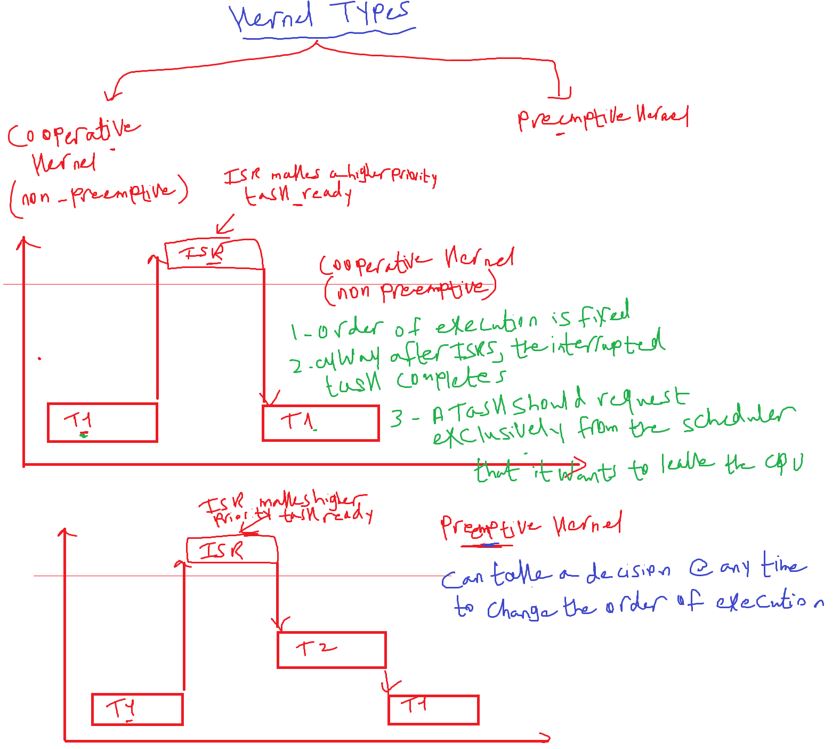 Kernel Types
Cooperative
Kernel
(non_preemptive)
Preemptive Kernel
ISR makes a higher priority
task_ready
ISR
Cooperative Kernel
(non preemptive)
1-order of execution is fixed
2. alWay after ISRS, the interrupted
task completes
T1
T1
3- A Task should request
exclusively from the scheduler
that it wants to leave the CPU
ISR makes higher
priority task ready
ISR
Preemptive Kernel
Can take a decision @ any time
to change the order of execution
T2
T1
T1